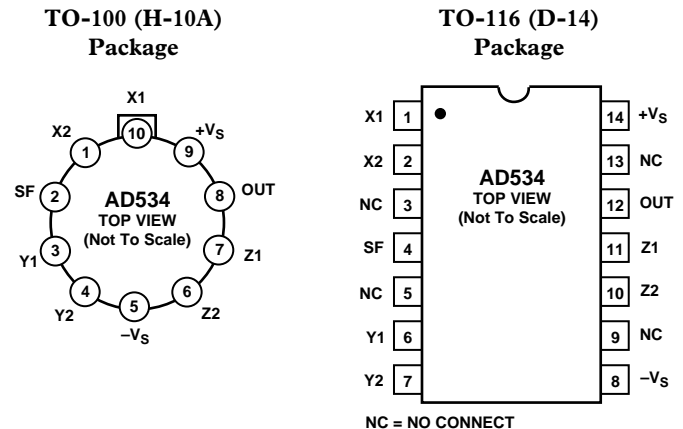 TO-100 (H-10A)
Package
X1
X2
10
+VS
1
9
SF
2
AD534
TOP VIEW
(Not To Scale)
8
OUT
Y1
3
7
Z1
4
5
6
Y2
–VS
Z2
TO-116 (D-14)
Package
X1 1
14 +VS
X2 2
13 NC
AD534
TOP VIEW
(Not To Scale)
NC 3
12 OUT
SF 4
11 Z1
NC 5
10 Z2
Y1 6
9 NC
Y2 7
8 –VS
NC = NO CONNECT